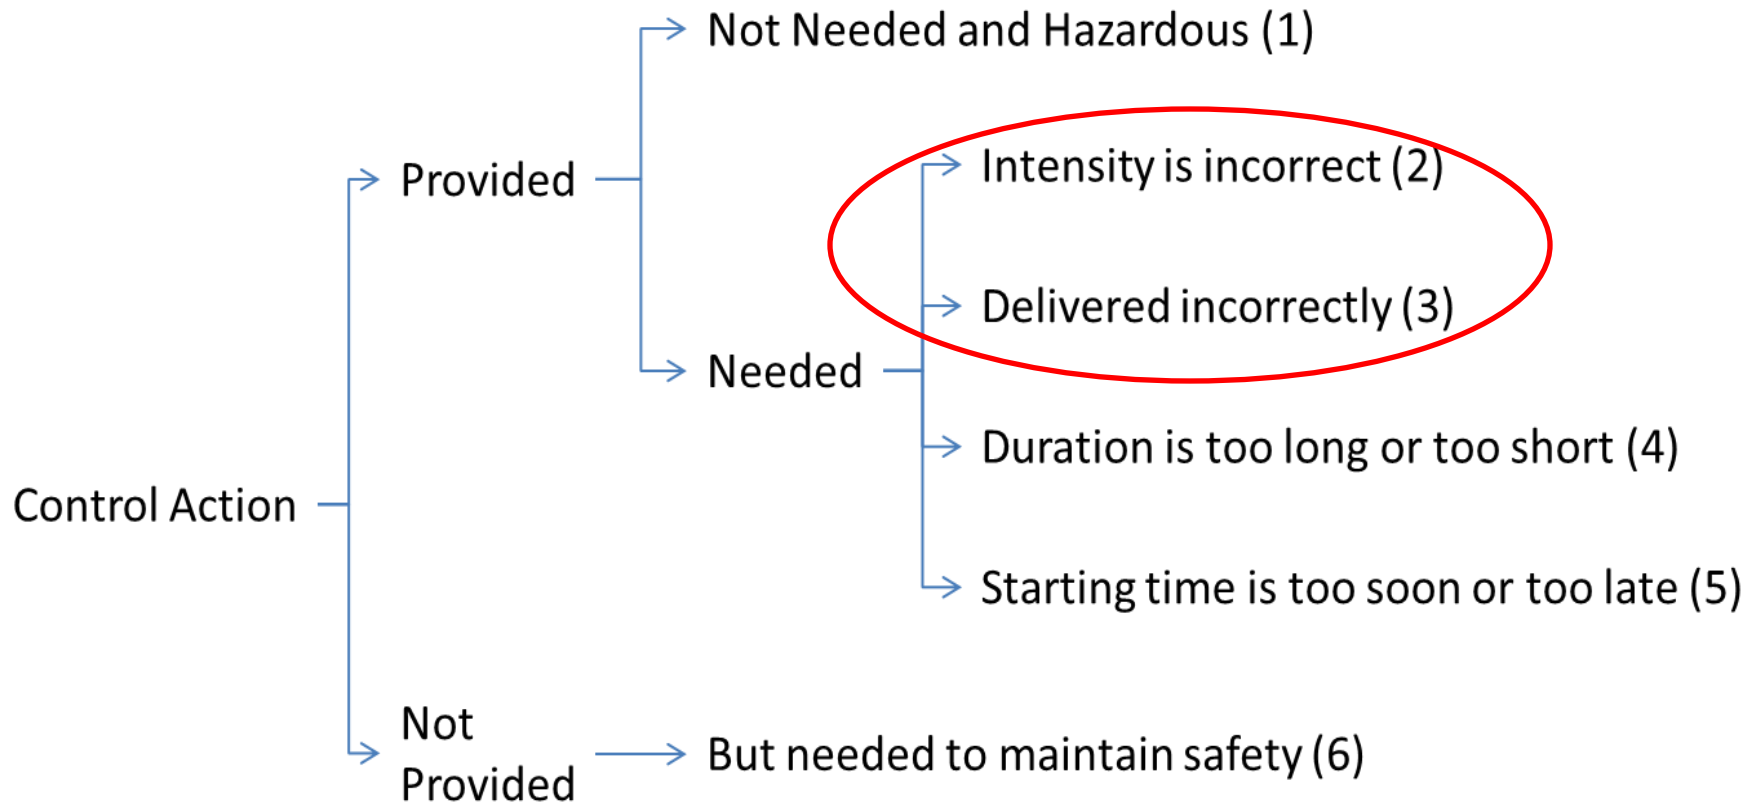 Not Needed and Hazardous (1)
Intensity is incorrect (2)
Provided
Delivered incorrectly (3)
Needed
Duration is too long or too short (4)
Control Action
Starting time is too soon or too late (5)
Not
Provided
But needed to maintain safety (6)